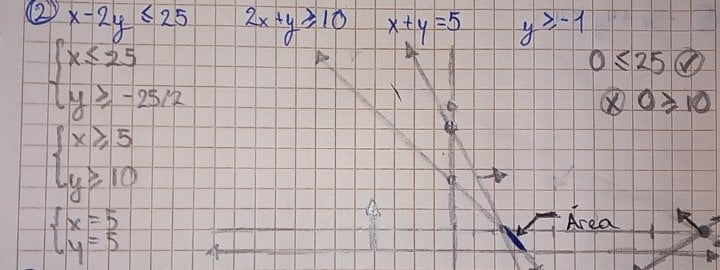 ② x-2y ≤ 25 2x+y ≥ 10 x+y=5 y ≥ -1
{x ≤ 25 0 ≤ 25 ✓
{y ≥ -25/2 ⓧ 0 ≥ 10
{x ≥ 5
{y ≥ 10
{x = 5 Área
{y = 5